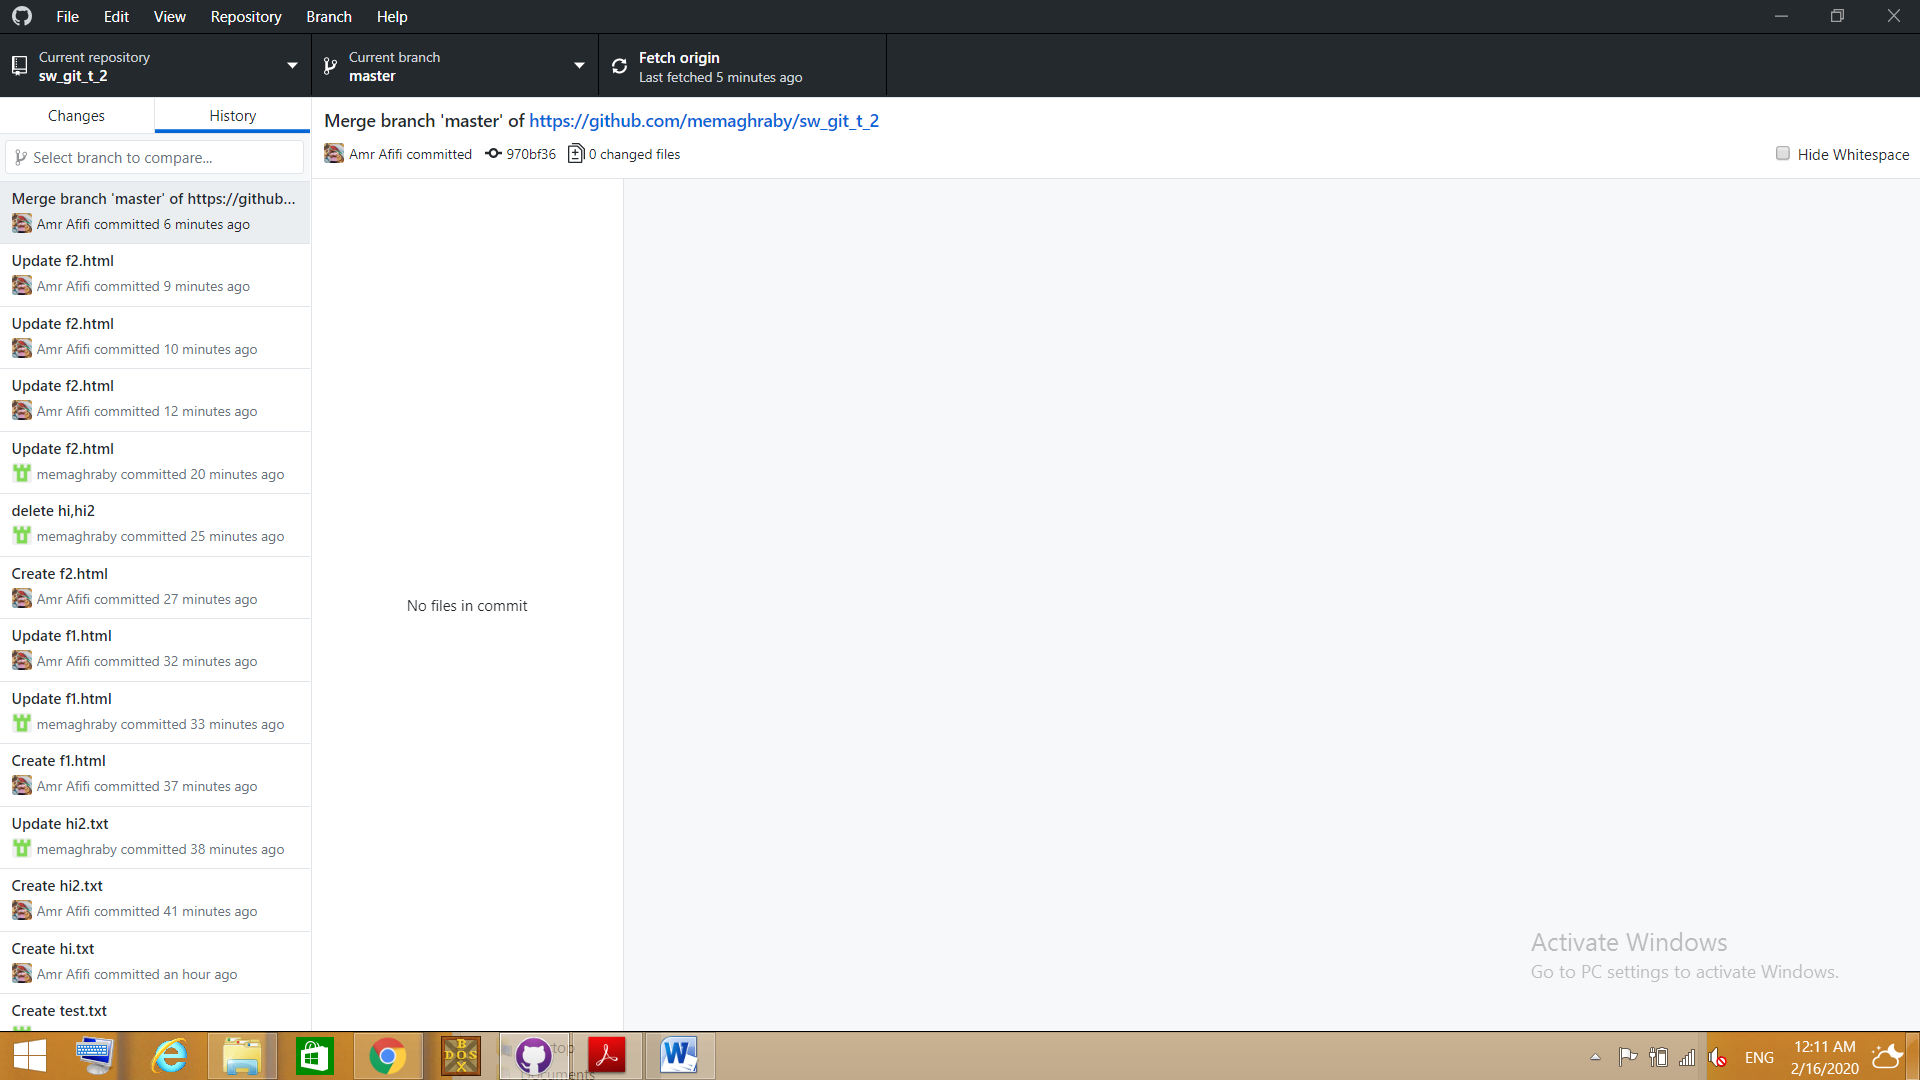 File Edit View Repository Branch Help
Current repository
sw_git_t_2
Current branch
master
Fetch origin
Last fetched 5 minutes ago
Changes
History
Select branch to compare...
Merge branch 'master' of https://github.com/memaghraby/sw_git_t_2
Amr Afifi committed 970bf36 0 changed files
Hide Whitespace
Merge branch 'master' of https://github...
Amr Afifi committed 6 minutes ago
Update f2.html
Amr Afifi committed 9 minutes ago
Update f2.html
Amr Afifi committed 10 minutes ago
Update f2.html
Amr Afifi committed 12 minutes ago
Update f2.html
memaghraby committed 20 minutes ago
delete hi,hi2
memaghraby committed 25 minutes ago
Create f2.html
Amr Afifi committed 27 minutes ago
Update f1.html
Amr Afifi committed 32 minutes ago
Update f1.html
memaghraby committed 33 minutes ago
Create f1.html
Amr Afifi committed 37 minutes ago
Update hi2.txt
memaghraby committed 38 minutes ago
Create hi2.txt
Amr Afifi committed 41 minutes ago
Create hi.txt
Amr Afifi committed an hour ago
Create test.txt
No files in commit
Activate Windows
Go to PC settings to activate Windows.
DOS BOX
Documents
ENG
12:11 AM
2/16/2020